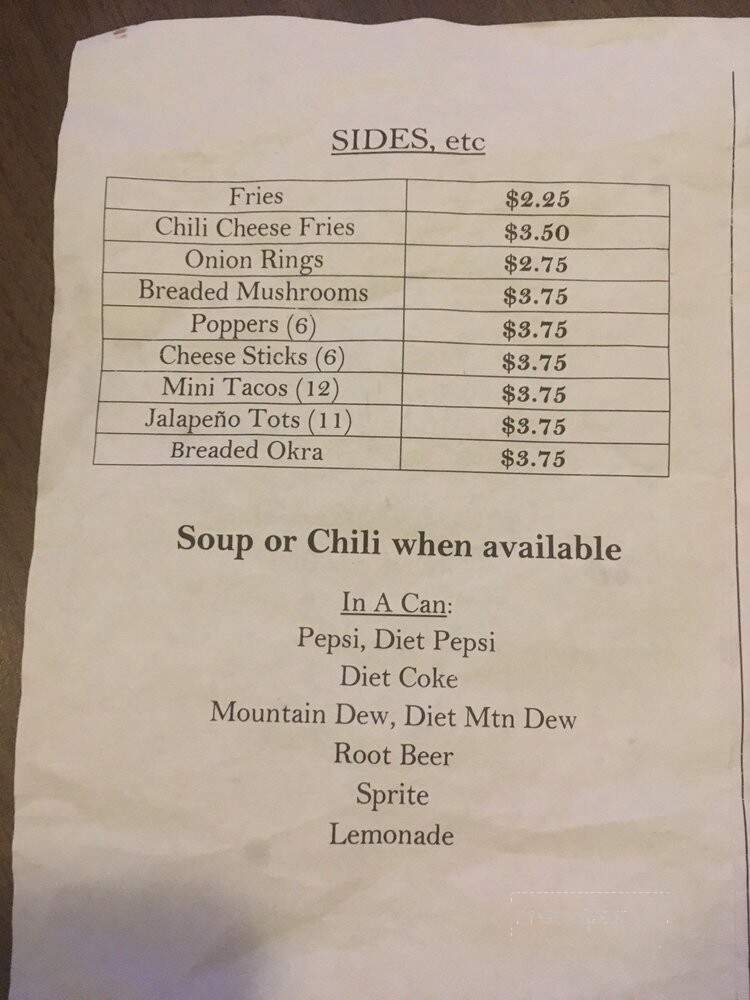 SIDES, etc
Fries $2.25
Chili Cheese Fries $3.50
Onion Rings $2.75
Breaded Mushrooms $3.75
Poppers (6) $3.75
Cheese Sticks (6) $3.75
Mini Tacos (12) $3.75
Jalapeño Tots (11) $3.75
Breaded Okra $3.75
Soup or Chili when available
In A Can:
Pepsi, Diet Pepsi
Diet Coke
Mountain Dew, Diet Mtn Dew
Root Beer
Sprite
Lemonade